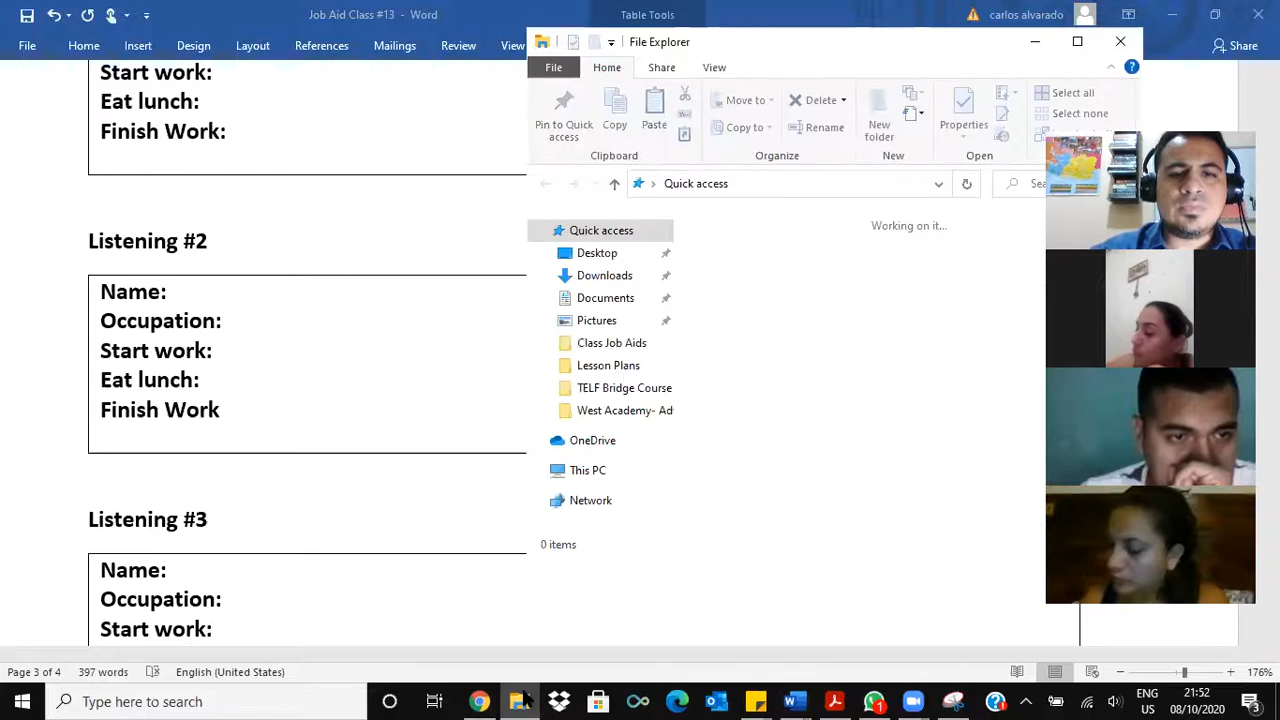 Job Aid Class #13 - Word
Table Tools
carlos alvarado
File Home Insert Design Layout References Mailings Review View
Share
Start work:
Eat lunch:
Finish Work:
Listening #2
Name:
Occupation:
Start work:
Eat lunch:
Finish Work
Listening #3
Name:
Occupation:
Start work:
File Explorer
File Home Share View
Pin to Quick access
Copy
Paste
Clipboard
Move to
Copy to
Delete
Rename
Organize
New folder
New
Properties
Open
Select all
Select none
Quick access
Working on it...
Quick access
Desktop
Downloads
Documents
Pictures
Class Job Aids
Lesson Plans
TELF Bridge Course
West Academy- Ad
OneDrive
This PC
Network
0 items
Page 3 of 4 397 words English (United States) 176%
Type here to search
1
ENG
US
21:52
08/10/2020
3